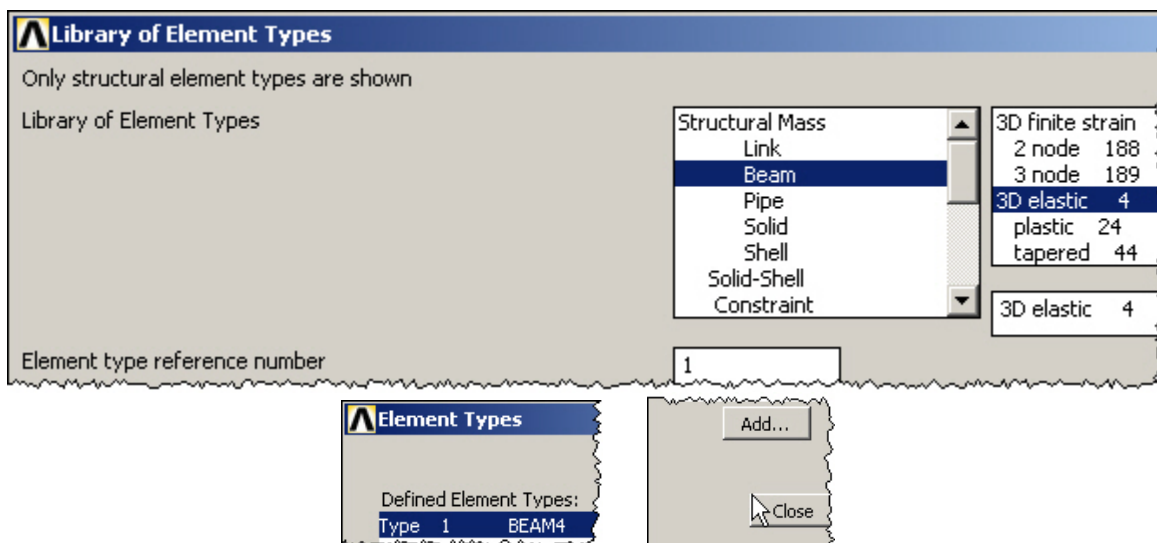 Library of Element Types
Only structural element types are shown
Library of Element Types
Structural Mass
Link
Beam
Pipe
Solid
Shell
Solid-Shell
Constraint
3D finite strain
2 node 188
3 node 189
3D elastic 4
plastic 24
tapered 44
3D elastic 4
Element type reference number
1
Element Types
Defined Element Types:
Type 1 BEAM4
Add...
Close